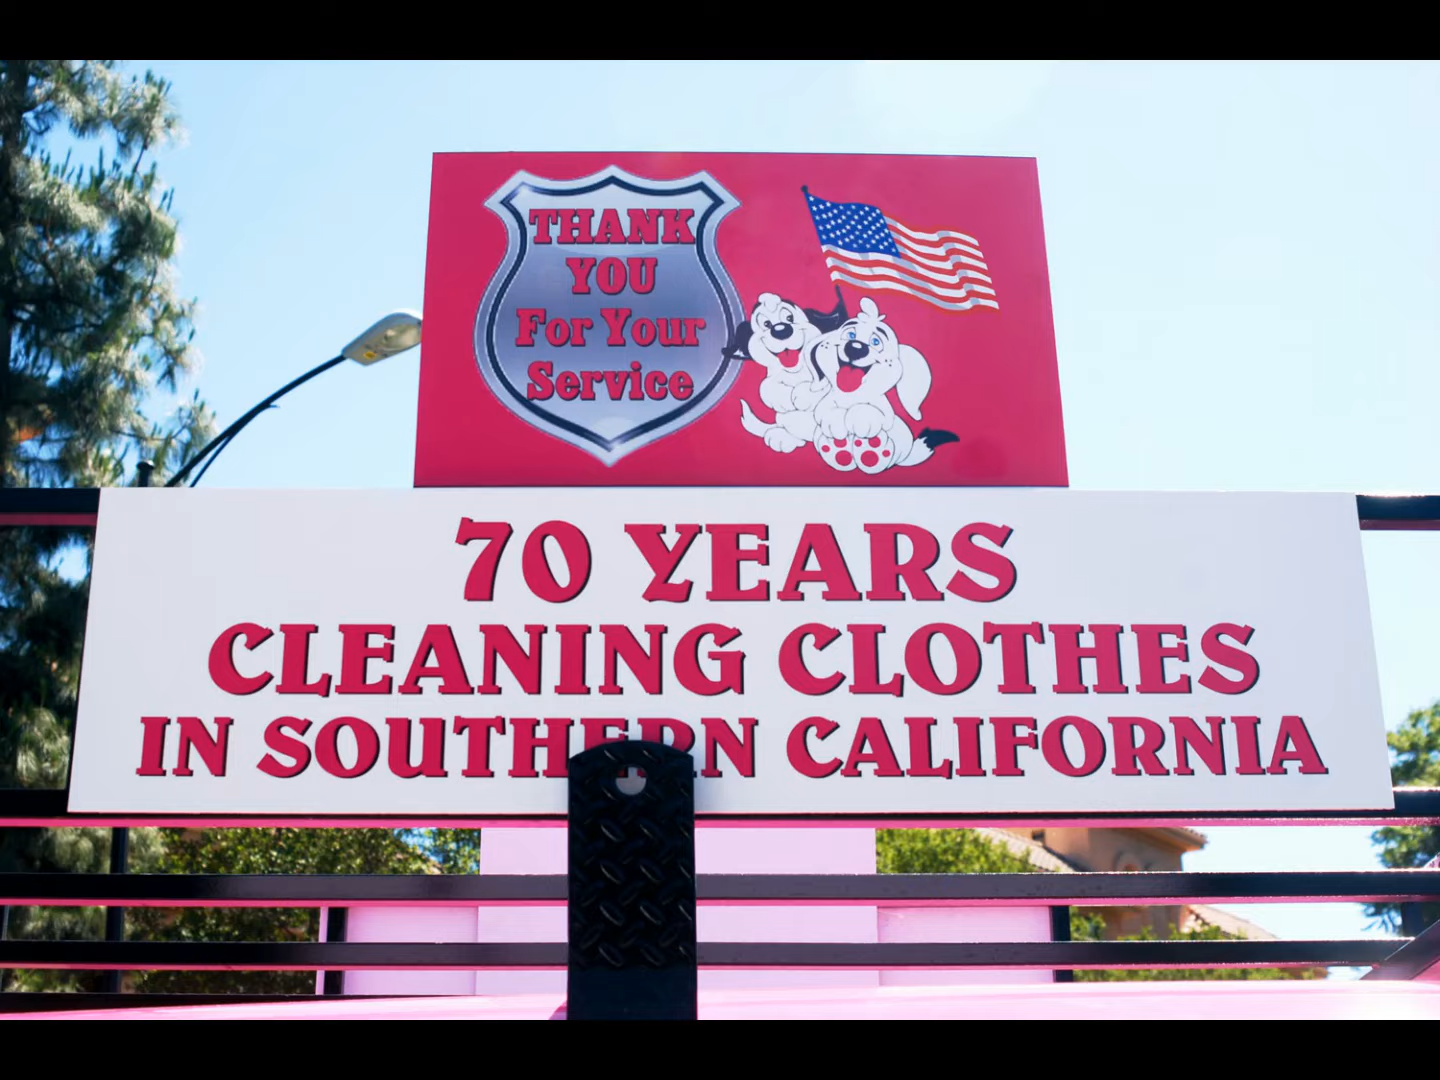 THANK
YOU
For Your
Service
70 YEARS
CLEANING CLOTHES
IN SOUTHERN CALIFORNIA